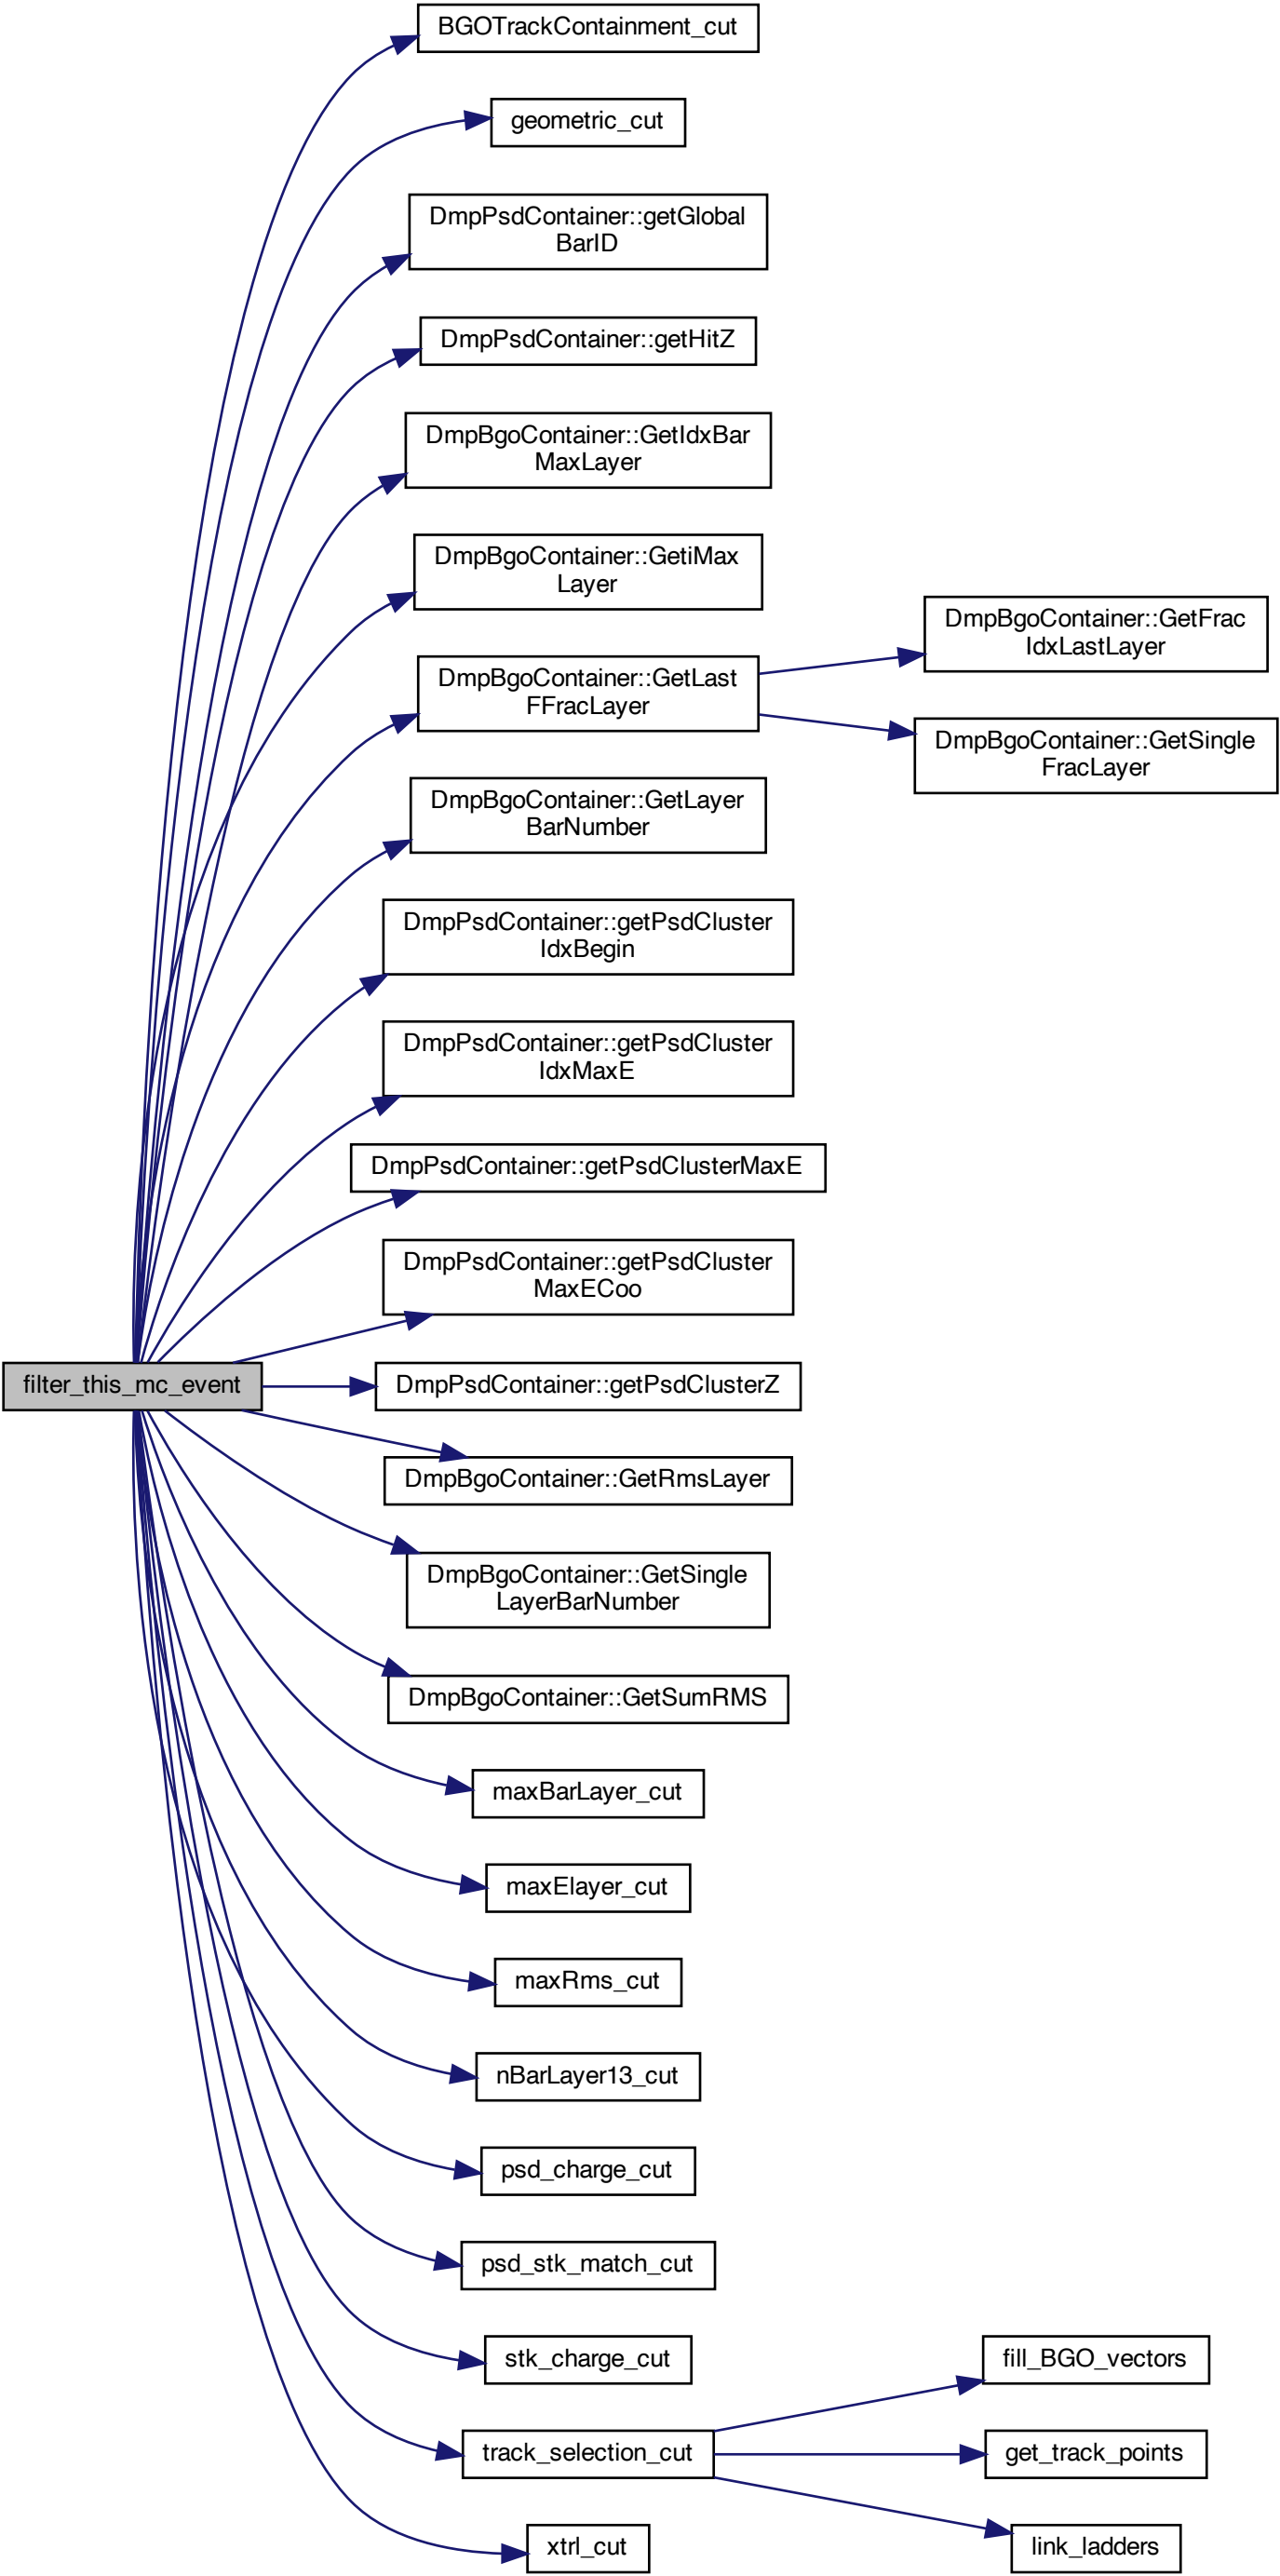 BGOTrackContainment_cut
geometric_cut
DmpPsdContainer::getGlobal
BarID
DmpPsdContainer::getHitZ
DmpBgoContainer::GetIdxBar
MaxLayer
DmpBgoContainer::GetiMax
Layer
DmpBgoContainer::GetFrac
IdxLastLayer
DmpBgoContainer::GetLast
FFracLayer
DmpBgoContainer::GetSingle
FracLayer
DmpBgoContainer::GetLayer
BarNumber
DmpPsdContainer::getPsdCluster
IdxBegin
DmpPsdContainer::getPsdCluster
IdxMaxE
DmpPsdContainer::getPsdClusterMaxE
DmpPsdContainer::getPsdCluster
MaxECoo
filter_this_mc_event
DmpPsdContainer::getPsdClusterZ
DmpBgoContainer::GetRmsLayer
DmpBgoContainer::GetSingle
LayerBarNumber
DmpBgoContainer::GetSumRMS
maxBarLayer_cut
maxElayer_cut
maxRms_cut
nBarLayer13_cut
psd_charge_cut
psd_stk_match_cut
stk_charge_cut
fill_BGO_vectors
track_selection_cut
get_track_points
link_ladders
xtrl_cut